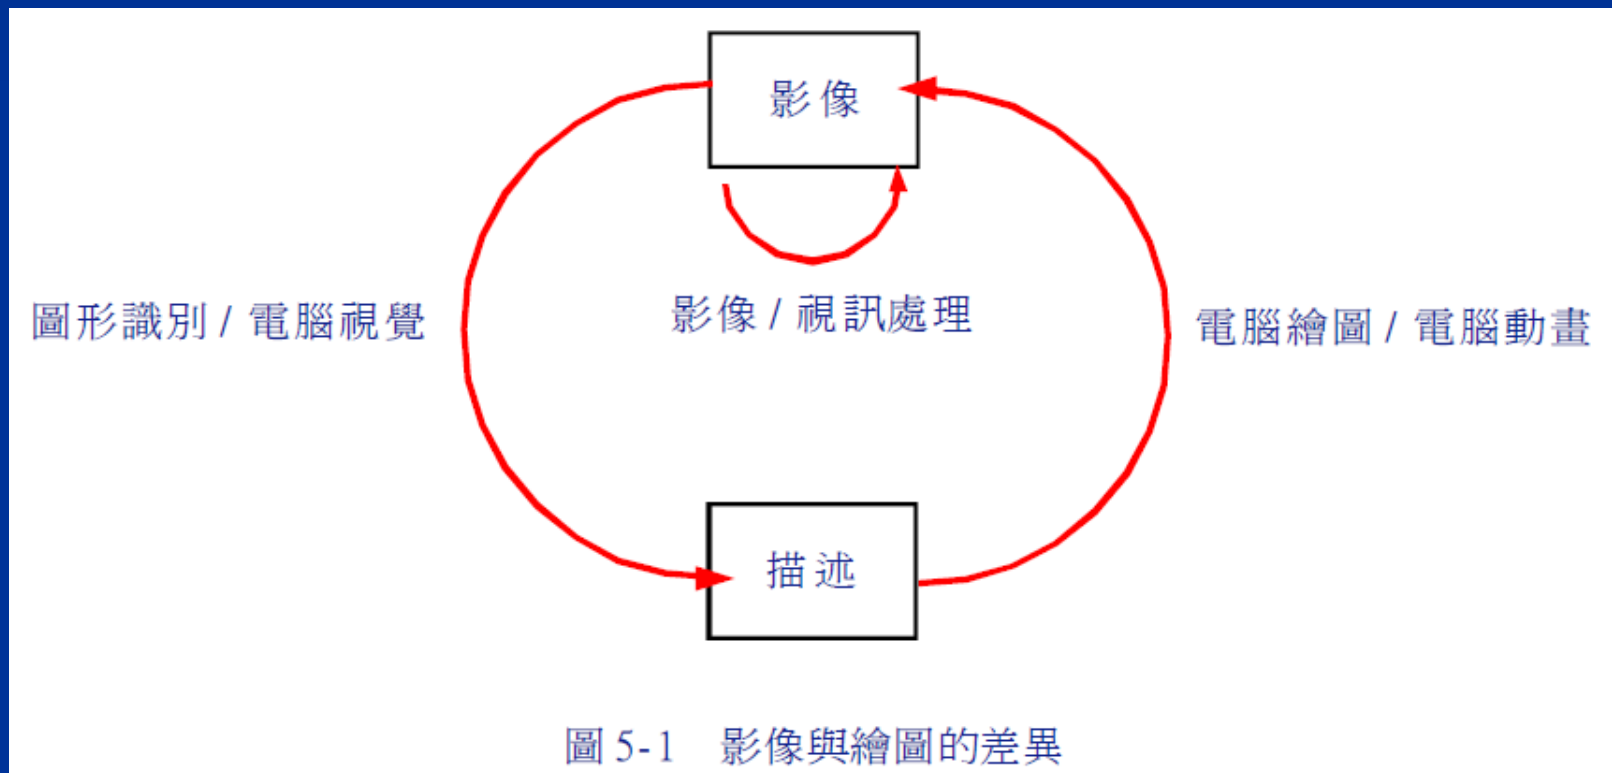 影像
圖形識別 / 電腦視覺
影像 / 視訊處理
電腦繪圖 / 電腦動畫
描述
圖 5-1 影像與繪圖的差異